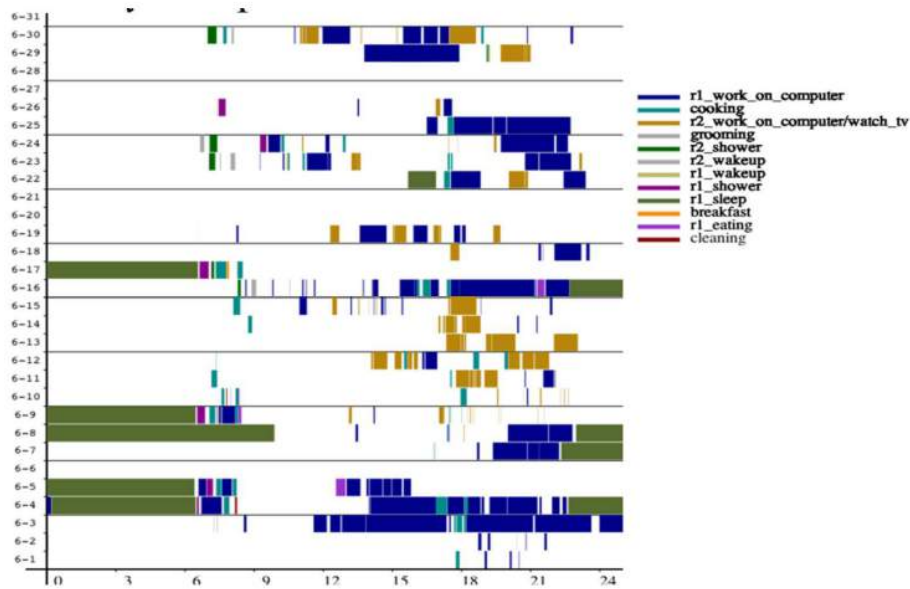 6-31
6-30
6-29
6-28
6-27
6-26
6-25
6-24
6-23
6-22
6-21
6-20
6-19
6-18
6-17
6-16
6-15
6-14
6-13
6-12
6-11
6-10
6-9
6-8
6-7
6-6
6-5
6-4
6-3
6-2
6-1
0 3 6 9 12 15 18 21 24
r1_work_on_computer
cooking
r2_work_on_computer/watch_tv
grooming
r2_shower
r2_wakeup
r1_wakeup
r1_shower
r1_sleep
breakfast
r1_eating
cleaning